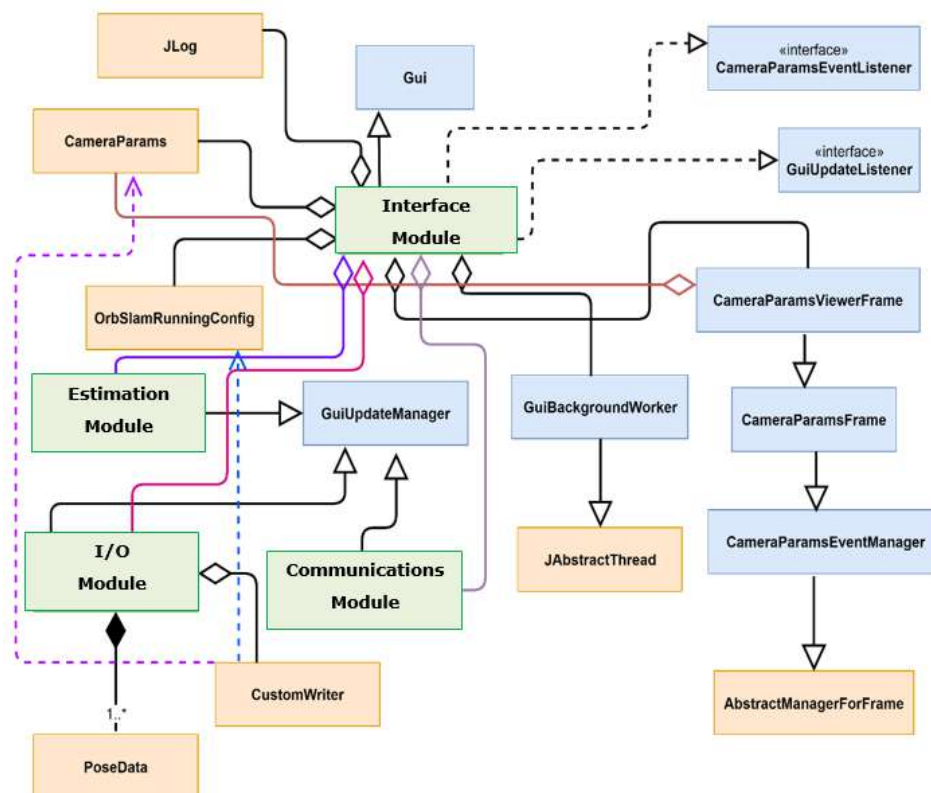 JLog
Gui
«interface»
CameraParamsEventListener
CameraParams
«interface»
GuiUpdateListener
Interface
Module
OrbSlamRunningConfig
CameraParamsViewerFrame
Estimation
Module
GuiUpdateManager
GuiBackgroundWorker
CameraParamsFrame
I/O
Module
Communications
Module
JAbstractThread
CameraParamsEventManager
CustomWriter
AbstractManagerForFrame
1..*
PoseData